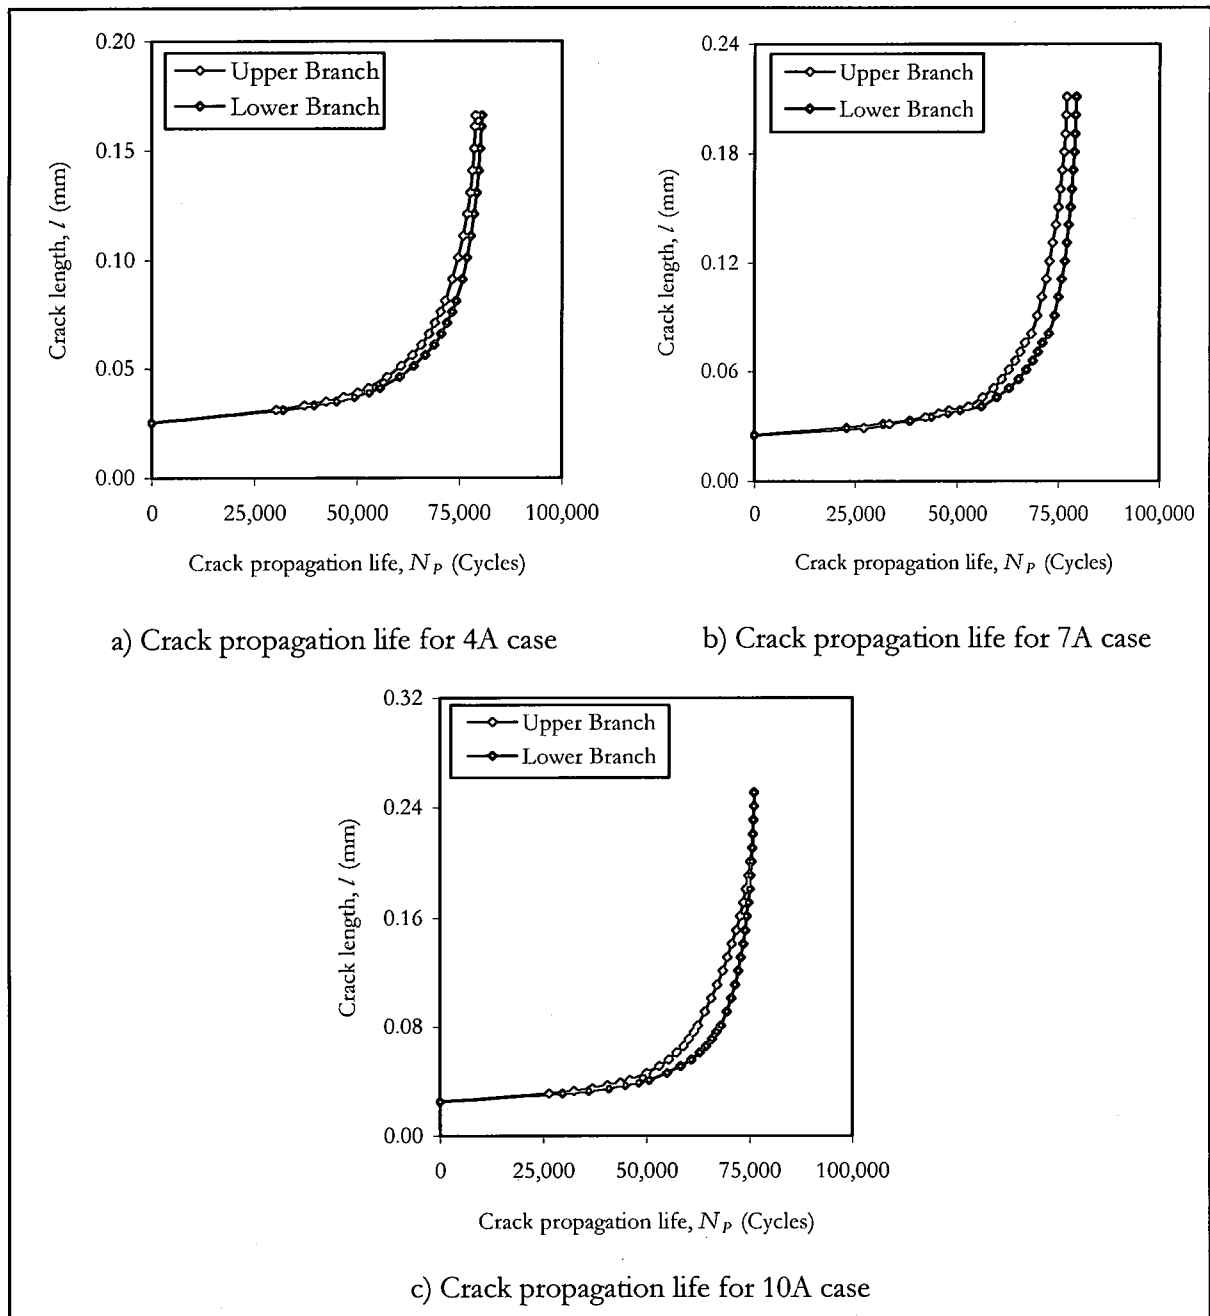 0.20
0.15
0.10
0.05
0.00
Crack length, l (mm)
Upper Branch
Lower Branch
0 25,000 50,000 75,000 100,000
Crack propagation life, N_P (Cycles)
a) Crack propagation life for 4A case
0.24
0.18
0.12
0.06
0.00
Crack length, l (mm)
Upper Branch
Lower Branch
0 25,000 50,000 75,000 100,000
Crack propagation life, N_P (Cycles)
b) Crack propagation life for 7A case
0.32
0.24
0.16
0.08
0.00
Crack length, l (mm)
Upper Branch
Lower Branch
0 25,000 50,000 75,000 100,000
Crack propagation life, N_P (Cycles)
c) Crack propagation life for 10A case